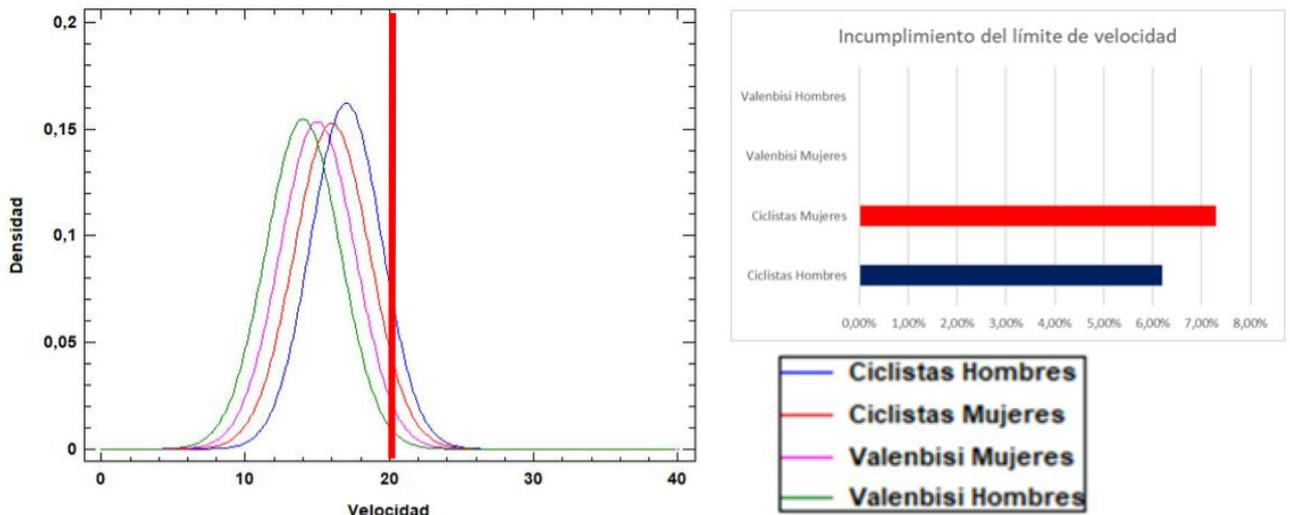 0,2
0,15
0,1
0,05
0
Densidad
0 10 20 30 40
Velocidad
Incumplimiento del límite de velocidad
Valenbisi Hombres
Valenbisi Mujeres
Ciclistas Mujeres
Ciclistas Hombres
0,00% 1,00% 2,00% 3,00% 4,00% 5,00% 6,00% 7,00% 8,00%
Ciclistas Hombres
Ciclistas Mujeres
Valenbisi Mujeres
Valenbisi Hombres